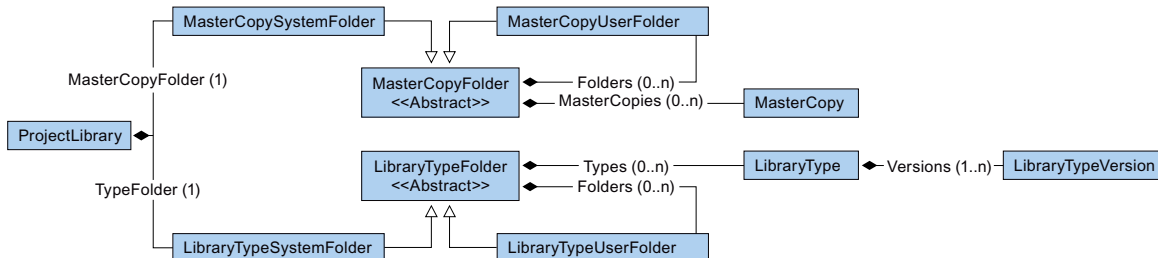 MasterCopySystemFolder
MasterCopyUserFolder
MasterCopyFolder (1)
MasterCopyFolder
<<Abstract>>
Folders (0..n)
MasterCopies (0..n)
MasterCopy
ProjectLibrary
LibraryTypeFolder
<<Abstract>>
Types (0..n)
LibraryType
Versions (1..n)
LibraryTypeVersion
Folders (0..n)
TypeFolder (1)
LibraryTypeSystemFolder
LibraryTypeUserFolder